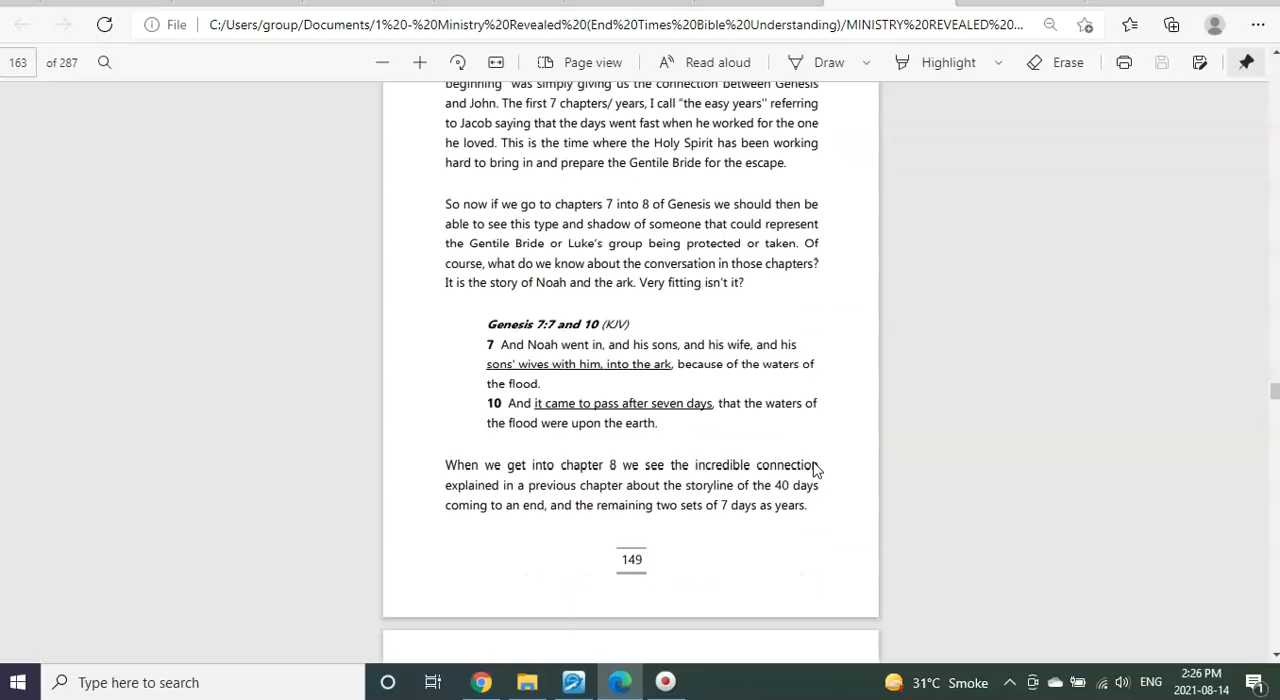 File
C:/Users/group/Documents/1%20-%20Ministry%20Revealed%20(End%20Times%20Bible%20Understanding)/MINISTRY%20REVEALED%20...
163 of 287
Page view
Read aloud
Draw
Highlight
Erase
beginning" was simply giving us the connection between Genesis
and John. The first 7 chapters/ years, I call "the easy years" referring
to Jacob saying that the days went fast when he worked for the one
he loved. This is the time where the Holy Spirit has been working
hard to bring in and prepare the Gentile Bride for the escape.
So now if we go to chapters 7 into 8 of Genesis we should then be
able to see this type and shadow of someone that could represent
the Gentile Bride or Luke's group being protected or taken. Of
course, what do we know about the conversation in those chapters?
It is the story of Noah and the ark. Very fitting isn't it?
Genesis 7:7 and 10 (KJV)
7 And Noah went in, and his sons, and his wife, and his
sons' wives with him, into the ark, because of the waters of
the flood.
10 And it came to pass after seven days, that the waters of
the flood were upon the earth.
When we get into chapter 8 we see the incredible connection
explained in a previous chapter about the storyline of the 40 days
coming to an end, and the remaining two sets of 7 days as years.
149
Type here to search
31°C Smoke
ENG
2:26 PM
2021-08-14
1